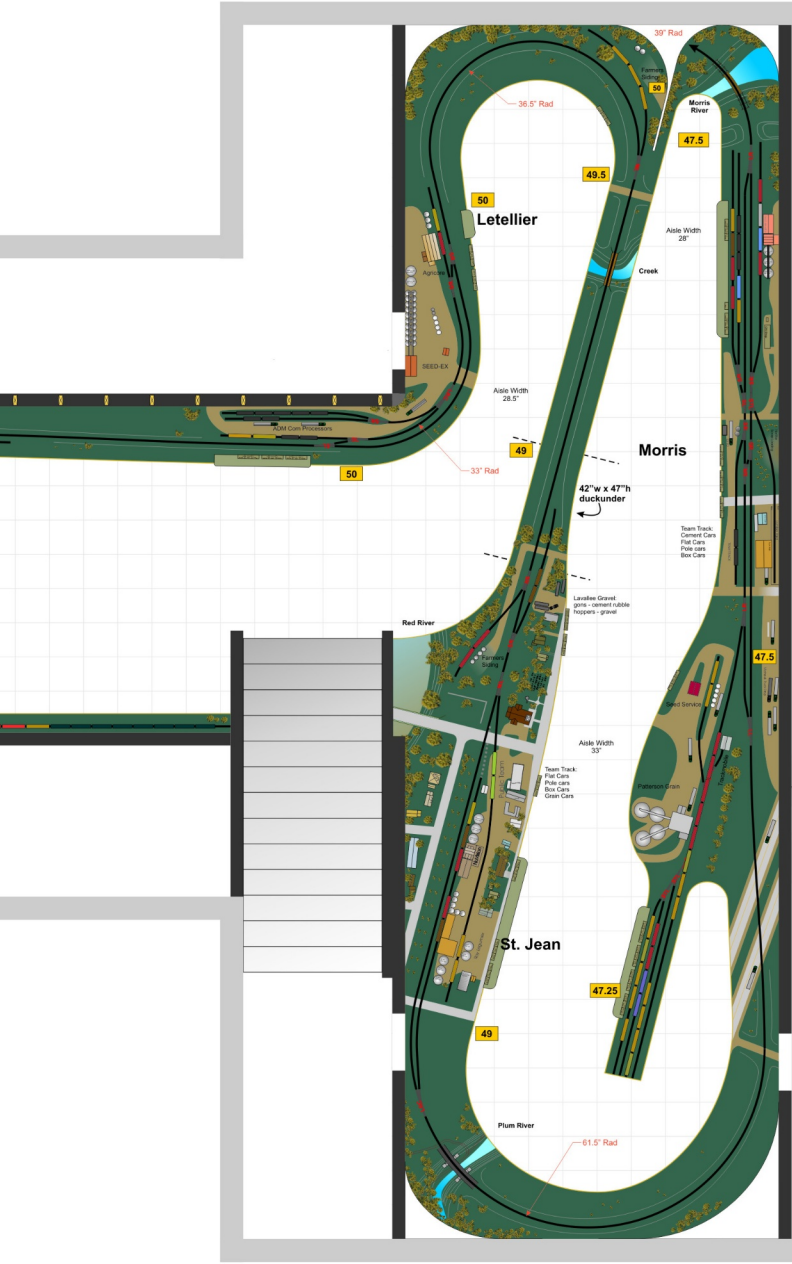 39" Rad
Farmers
Siding
50
36.5" Rad
Morris
River
47.5
49.5
50
Letellier
Aisle Width
28"
Agricore
Creek
SEED-EX
Aisle Width
28.5"
ADM Corn Processors
49
Morris
33" Rad
50
42"w x 47"h
duckunder
Team Track:
Cement Cars
Flat Cars
Pole cars
Box Cars
Lavallee Gravel:
gons - cement rubble
hoppers - gravel
Red River
Farmers
Siding
47.5
Seed Service
Aisle Width
33"
Team Track:
Flat Cars
Pole cars
Box Cars
Grain Cars
Patterson Grain
St. Jean
47.25
49
Plum River
61.5" Rad